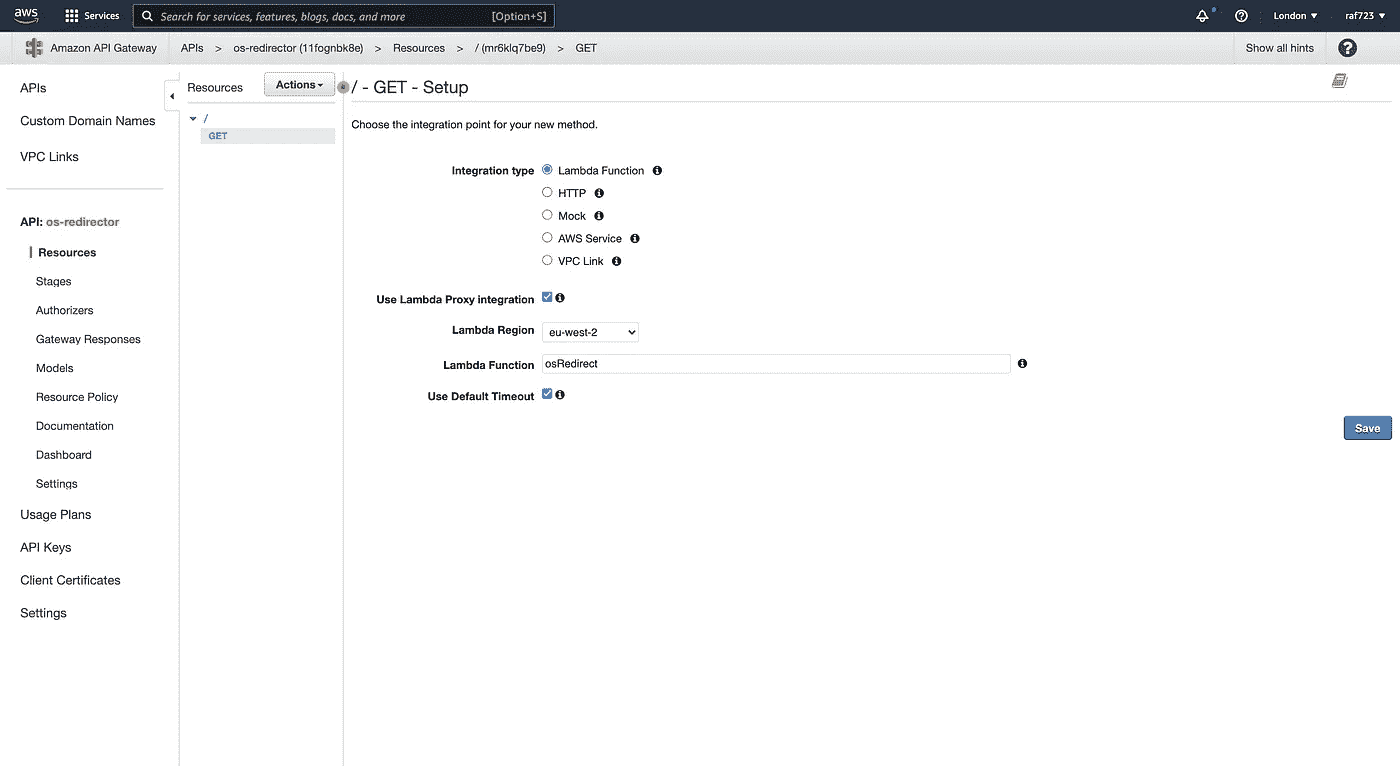 aws Services Search for services, features, blogs, docs, and more [Option+S] London raf723
Amazon API Gateway APIs > os-redirector (11fognbk8e) > Resources > / (mr6klq7be9) > GET Show all hints
APIs
Custom Domain Names
VPC Links
API: os-redirector
Resources
Stages
Authorizers
Gateway Responses
Models
Resource Policy
Documentation
Dashboard
Settings
Usage Plans
API Keys
Client Certificates
Settings
Resources Actions
/
GET
/ - GET - Setup
Choose the integration point for your new method.
Integration type Lambda Function
HTTP
Mock
AWS Service
VPC Link
Use Lambda Proxy integration
Lambda Region eu-west-2
Lambda Function osRedirect
Use Default Timeout
Save